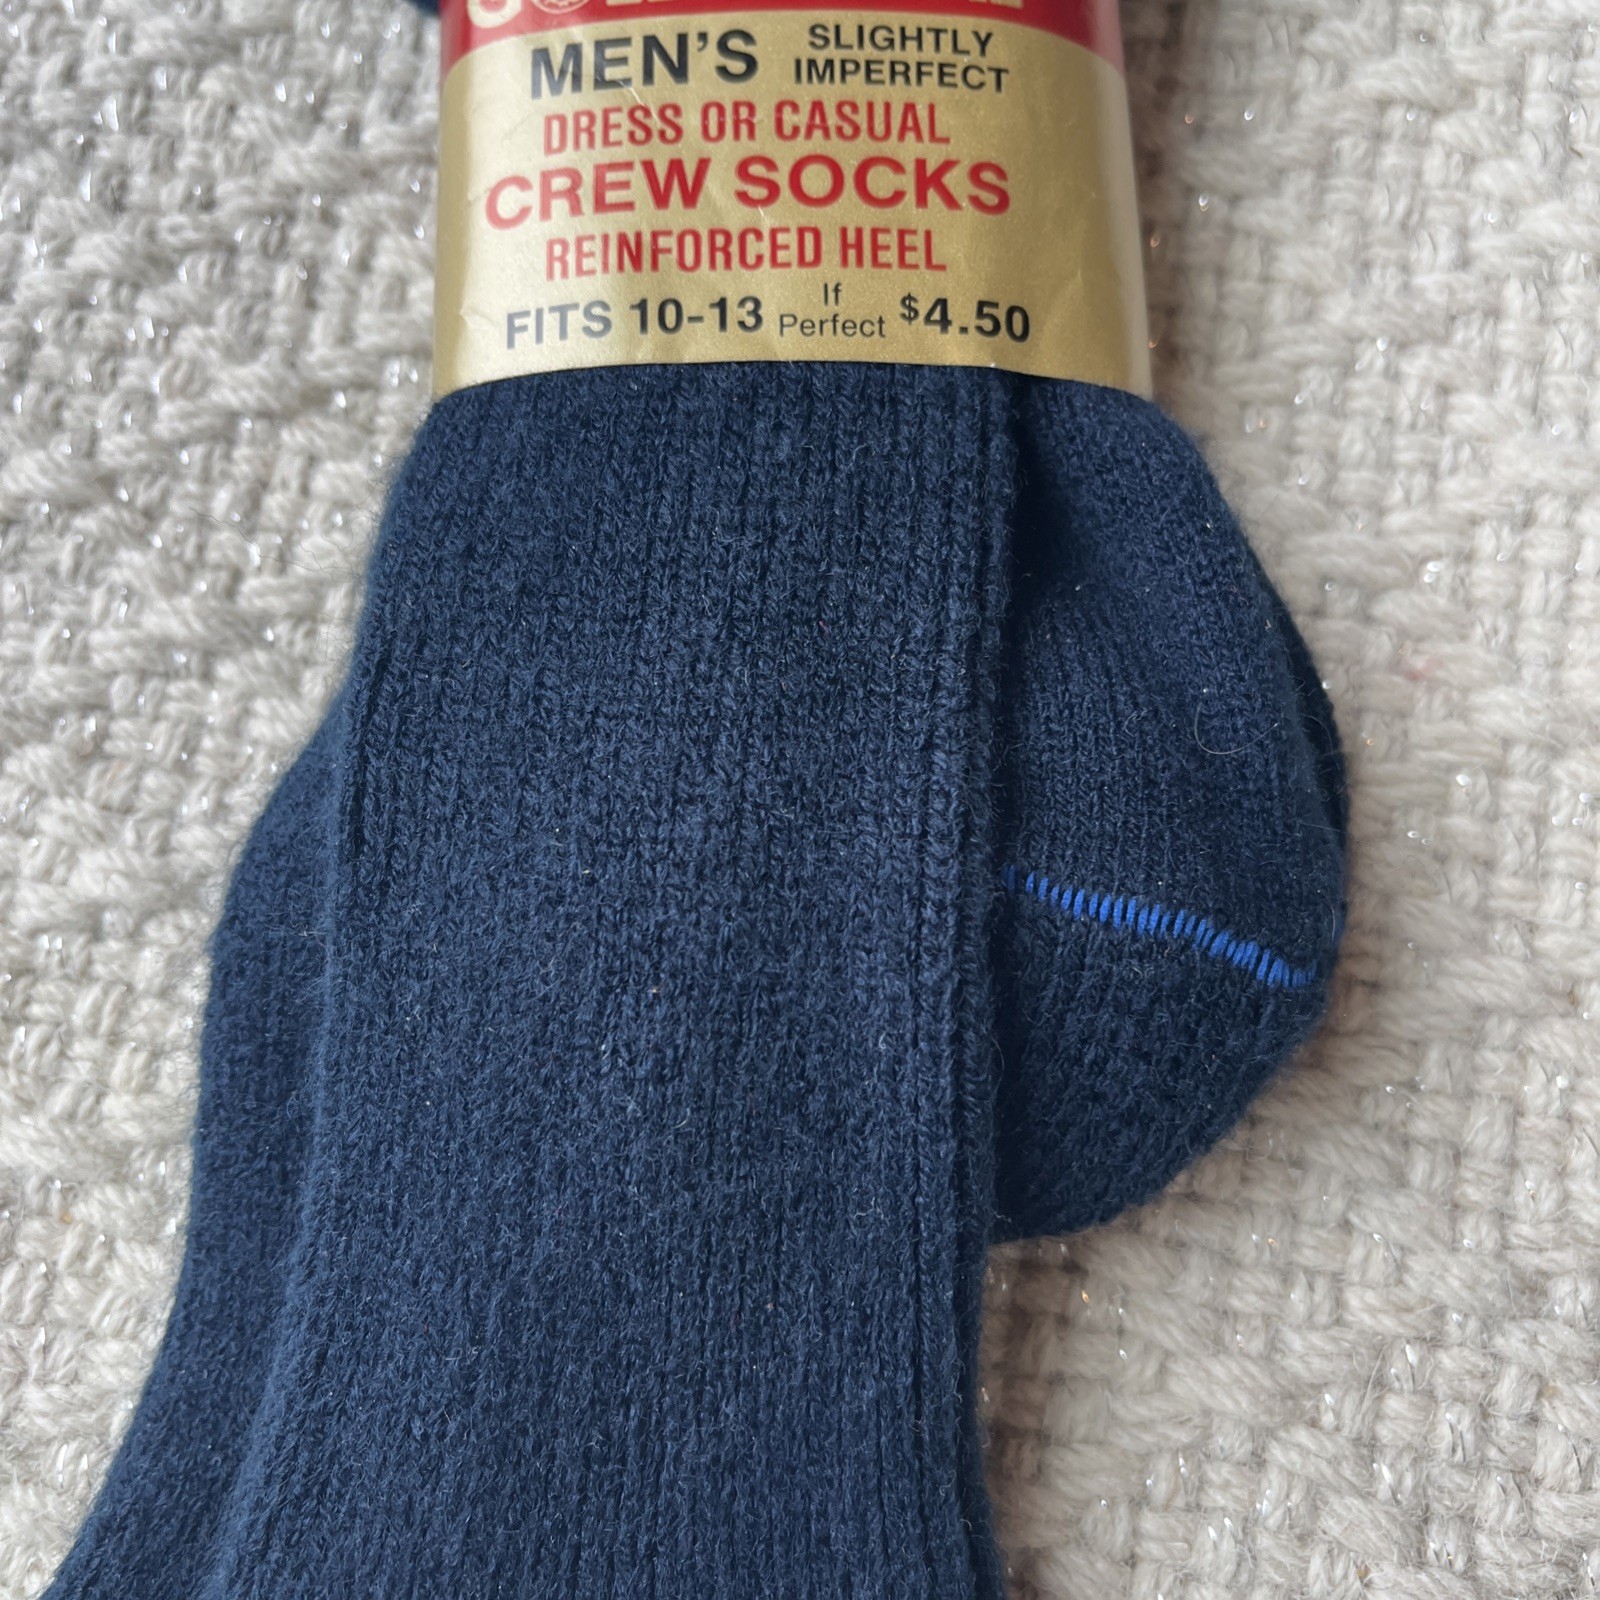 MEN'S SLIGHTLY IMPERFECT
DRESS OR CASUAL
CREW SOCKS
REINFORCED HEEL
FITS 10-13 If Perfect $4.50